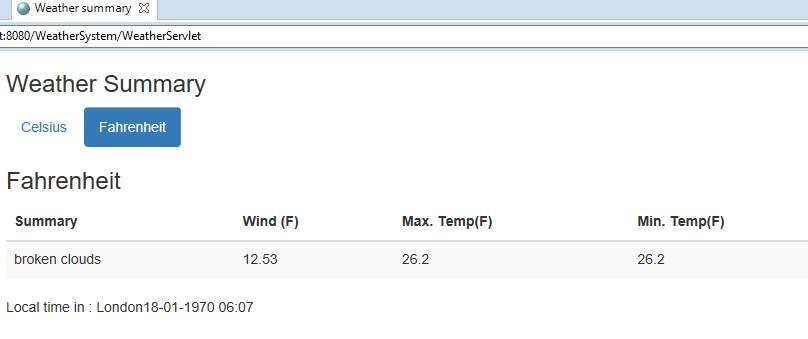 Weather summary
t:8080/WeatherSystem/WeatherServlet
Weather Summary
Celsius Fahrenheit
Fahrenheit
Summary Wind (F) Max. Temp(F) Min. Temp(F)
broken clouds 12.53 26.2 26.2
Local time in : London18-01-1970 06:07